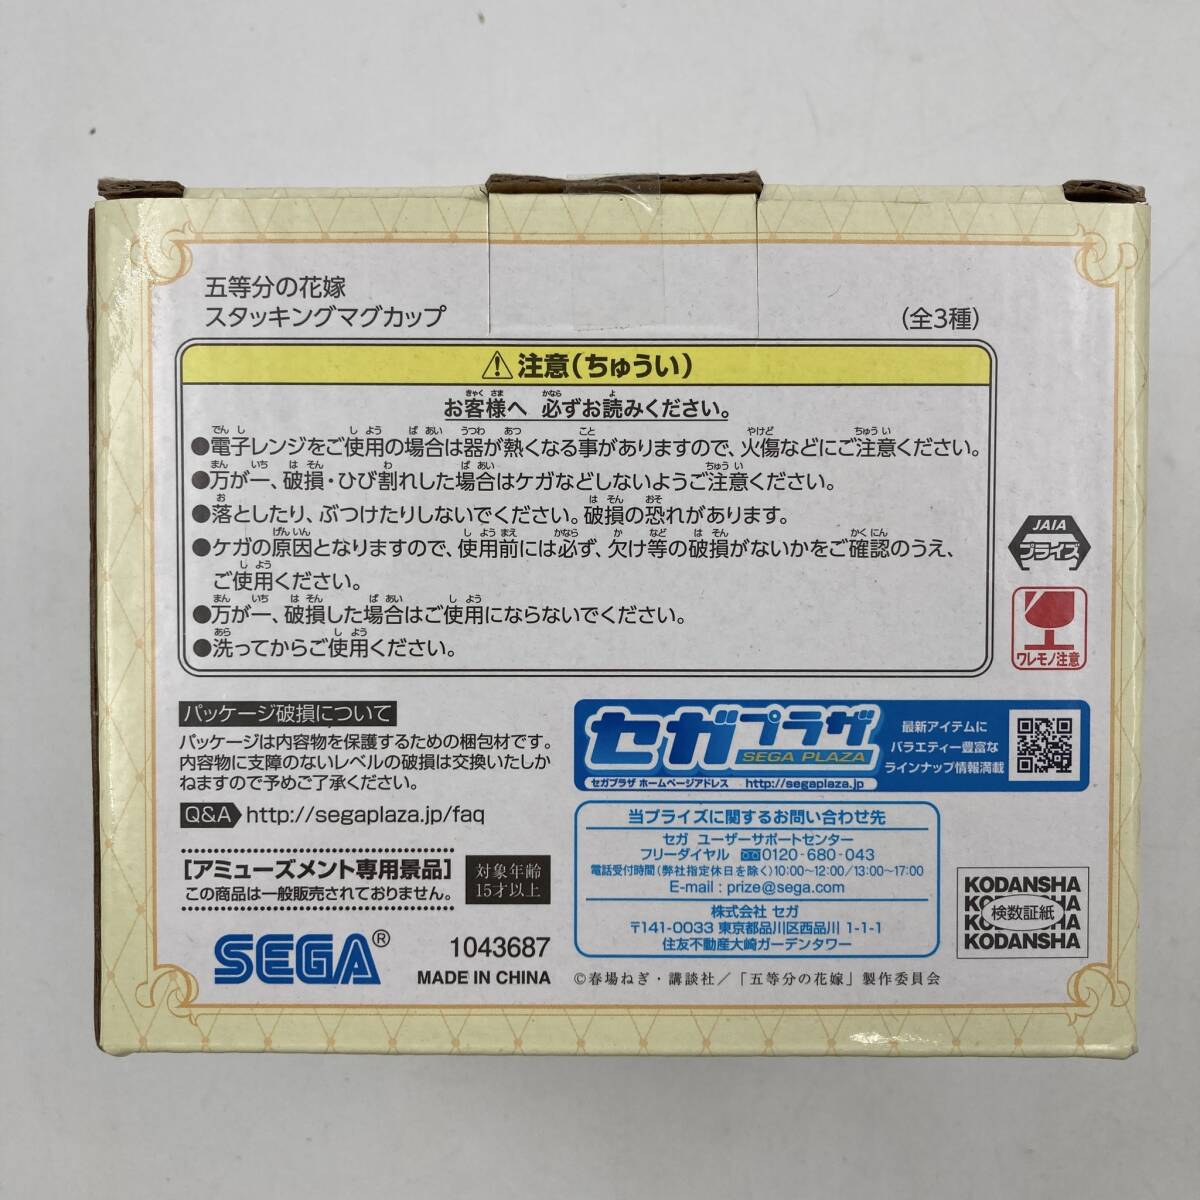 五等分の花嫁
スタッキングマグカップ
(全3種)
注意(ちゅうい)
お客様へ 必ずお読みください。
●電子レンジをご使用の場合は器が熱くなる事がありますので、火傷などにご注意ください。
●万が一、破損・ひび割れした場合はケガなどしないようご注意ください。
●落としたり、ぶつけたりしないでください。破損の恐れがあります。
●ケガの原因となりますので、使用前には必ず、欠け等の破損がないかをご確認のうえ、
ご使用ください。
●万が一、破損した場合はご使用にならないでください。
●洗ってからご使用ください。
JAIA
プライズ
ワレモノ注意
パッケージ破損について
パッケージは内容物を保護するための梱包材です。
内容物に支障のないレベルの破損は交換いたしか
ねますので予めご了承ください。
Q&A http://segaplaza.jp/faq
[アミューズメント専用景品]
この商品は一般販売されておりません。
対象年齢
15才以上
SEGA®
1043687
MADE IN CHINA
セガプラザ
SEGA PLAZA
セガプラザ ホームページアドレス http://segaplaza.jp
最新アイテムに
バラエティー豊富な
ラインナップ情報満載
当プライズに関するお問い合わせ先
セガ ユーザーサポートセンター
フリーダイヤル 0120-680-043
電話受付時間(弊社指定休日を除く)10:00~12:00/13:00~17:00
E-mail : prize@sega.com
株式会社 セガ
〒141-0033 東京都品川区西品川 1-1-1
住友不動産大崎ガーデンタワー
©春場ねぎ・講談社/「五等分の花嫁」製作委員会
KODANSHA
検数証紙
KODANSHA